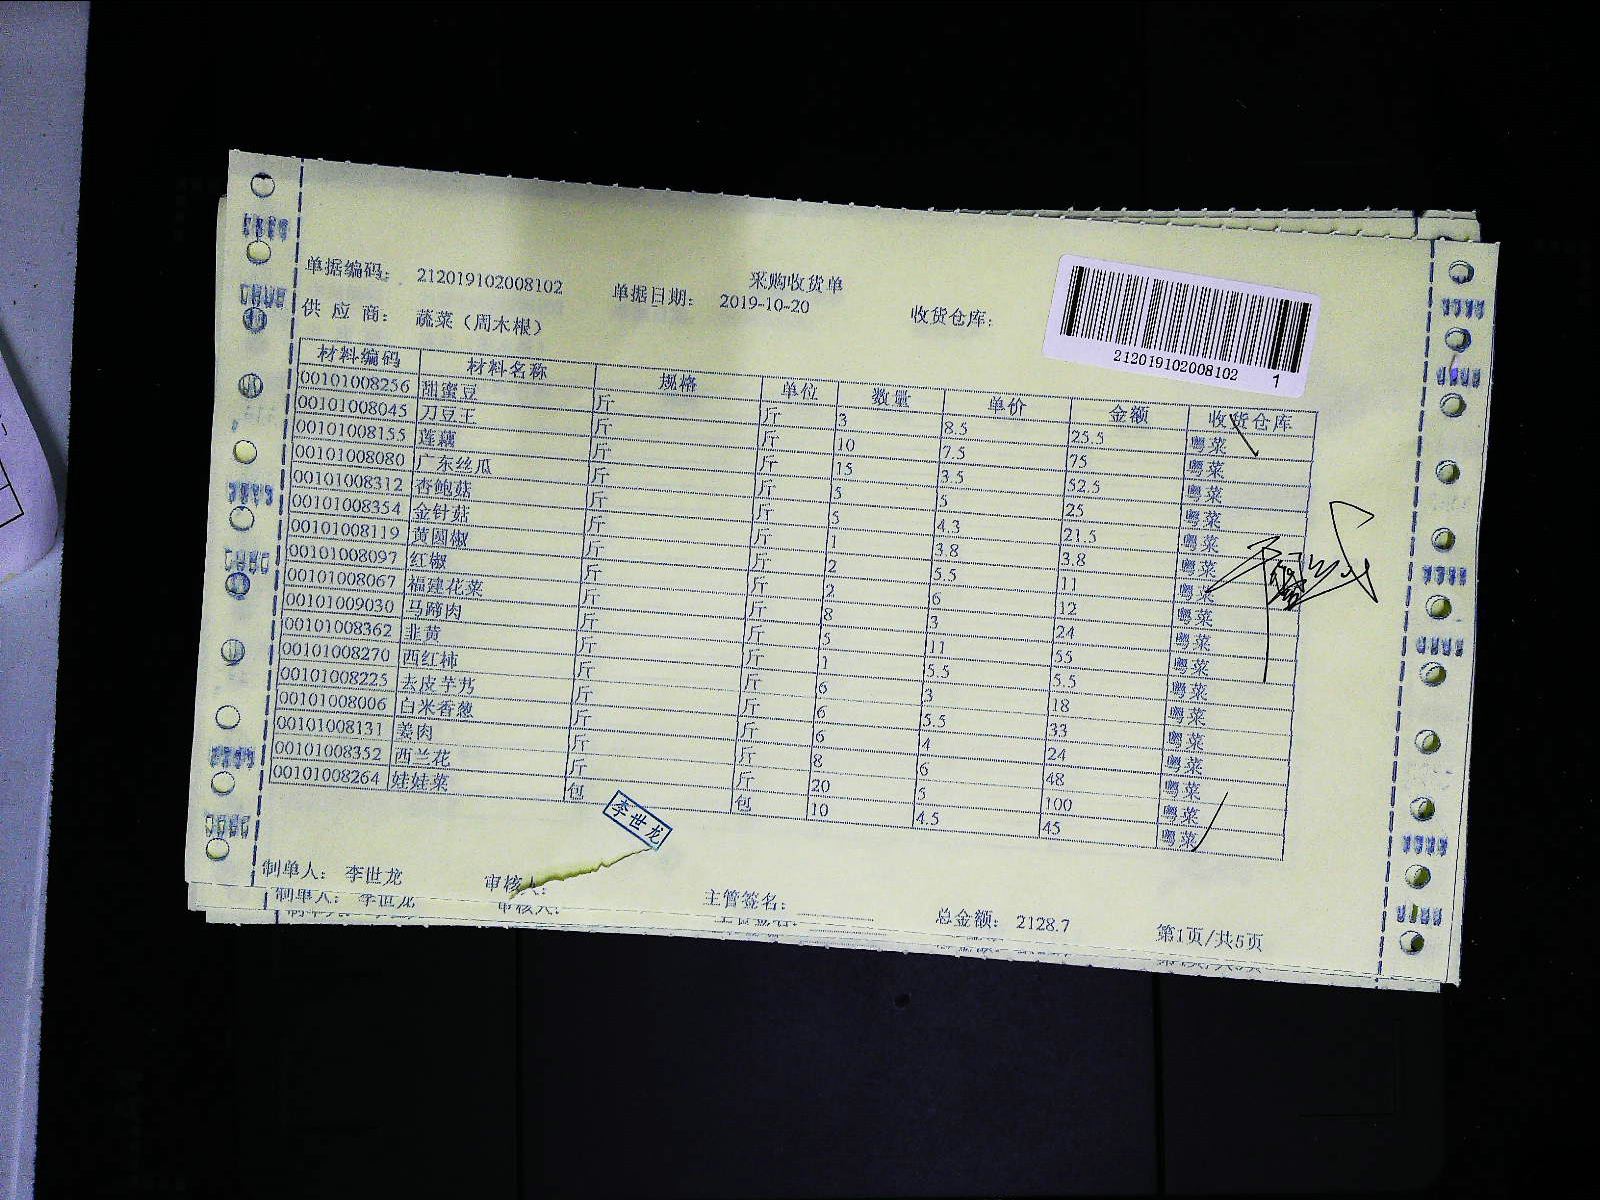 采购收货单
单据编码: 212019102008102 单据日期: 2019-10-20 收货仓库:
供应商: 蔬菜（周木根）
212019102008102 1
材料编码 材料名称 规格 单位 数量 单价 金额 收货仓库
00101008256 甜蜜豆 斤 斤 3 8.5 25.5 粤菜
00101008045 刀豆王 斤 斤 10 7.5 75 粤菜
00101008155 莲藕 斤 斤 15 3.5 52.5 粤菜
00101008080 广东丝瓜 斤 斤 5 5 25 粤菜
00101008312 杏鲍菇 斤 斤 5 4.3 21.5 粤菜
00101008354 金针菇 斤 斤 1 3.8 3.8 粤菜
00101008119 黄圆椒 斤 斤 2 5.5 11 粤菜
00101008097 红椒 斤 斤 2 6 12 粤菜
00101008067 福建花菜 斤 斤 8 3 24 粤菜
00101009030 马蹄肉 斤 斤 5 11 55 粤菜
00101008362 韭黄 斤 斤 1 5.5 5.5 粤菜
00101008270 西红柿 斤 斤 6 3 18 粤菜
00101008225 去皮芋艿 斤 斤 6 5.5 33 粤菜
00101008006 白米香葱 斤 斤 6 4 24 粤菜
00101008131 姜肉 斤 斤 8 6 48 粤菜
00101008352 西兰花 斤 斤 20 5 100 粤菜
00101008264 娃娃菜 包 包 10 4.5 45 粤菜
李世龙
制单人: 李世龙 审核人: 主管签名: 总金额: 2128.7 第1页/共5页
制单人: 李世龙 审核人: